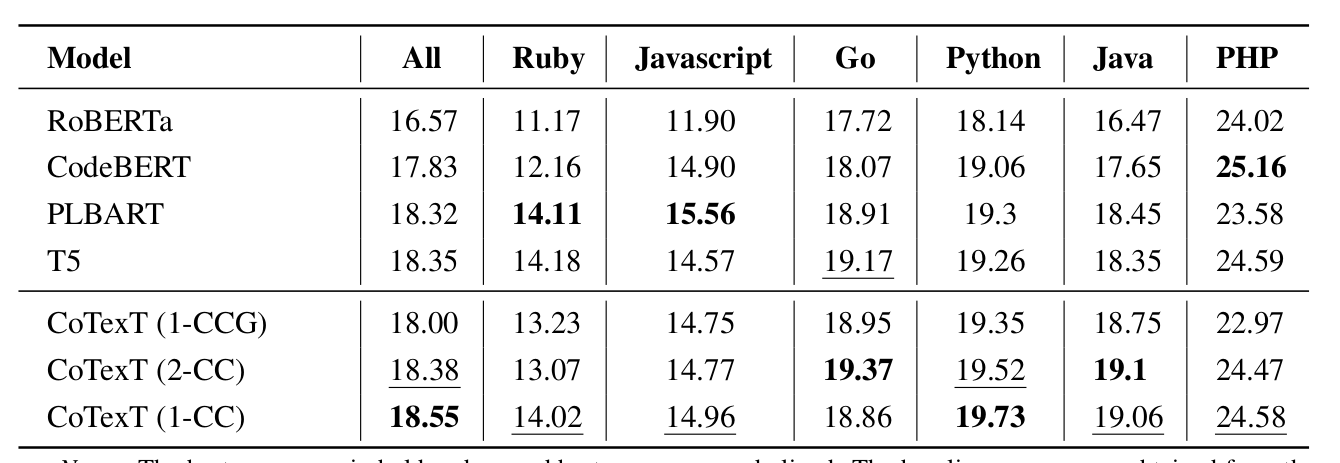 Model All Ruby Javascript Go Python Java PHP
RoBERTa 16.57 11.17 11.90 17.72 18.14 16.47 24.02
CodeBERT 17.83 12.16 14.90 18.07 19.06 17.65 25.16
PLBART 18.32 14.11 15.56 18.91 19.3 18.45 23.58
T5 18.35 14.18 14.57 19.17 19.26 18.35 24.59
CoTexT (1-CCG) 18.00 13.23 14.75 18.95 19.35 18.75 22.97
CoTexT (2-CC) 18.38 13.07 14.77 19.37 19.52 19.1 24.47
CoTexT (1-CC) 18.55 14.02 14.96 18.86 19.73 19.06 24.58